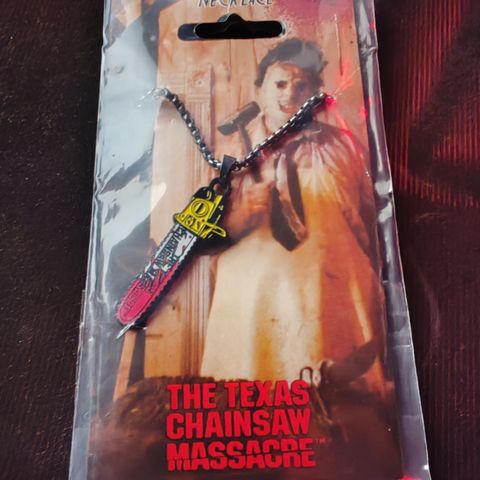 NECKLACE
THE TEXAS
CHAINSAW
MASSACRE™